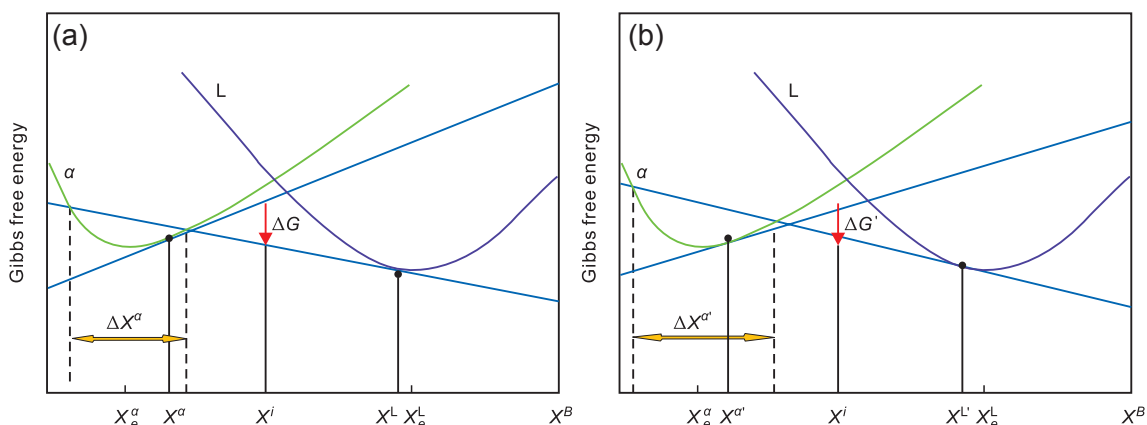 (a)
Gibbs free energy
L
α
ΔG
ΔX^α
X_e^α X^α X^i X^L X_e^L X^B
(b)
Gibbs free energy
L
α
ΔG'
ΔX^α'
X_e^α X^α' X^i X^L' X_e^L X^B